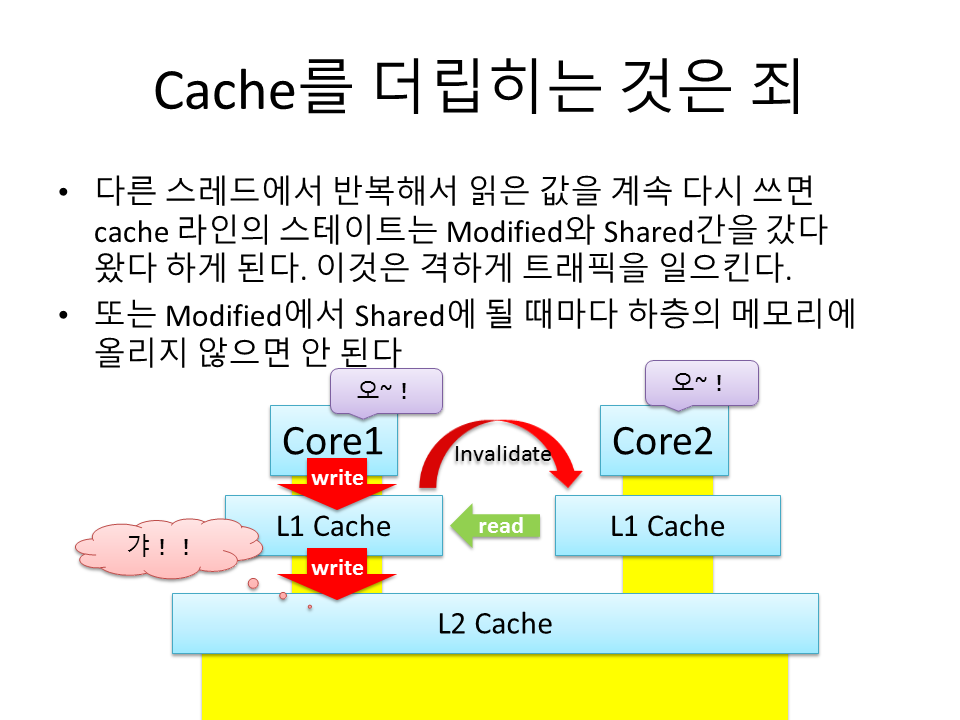 Cache를 더립히는 것은 죄
• 다른 스레드에서 반복해서 읽은 값을 계속 다시 쓰면
cache 라인의 스테이트는 Modified와 Shared간을 갔다
왔다 하게 된다. 이것은 격하게 트래픽을 일으킨다.
• 또는 Modified에서 Shared에 될 때마다 하층의 메모리에
올리지 않으면 안 된다
오~！
오~！
Core1
Invalidate
Core2
write
L1 Cache
read
L1 Cache
갸！！
write
L2 Cache